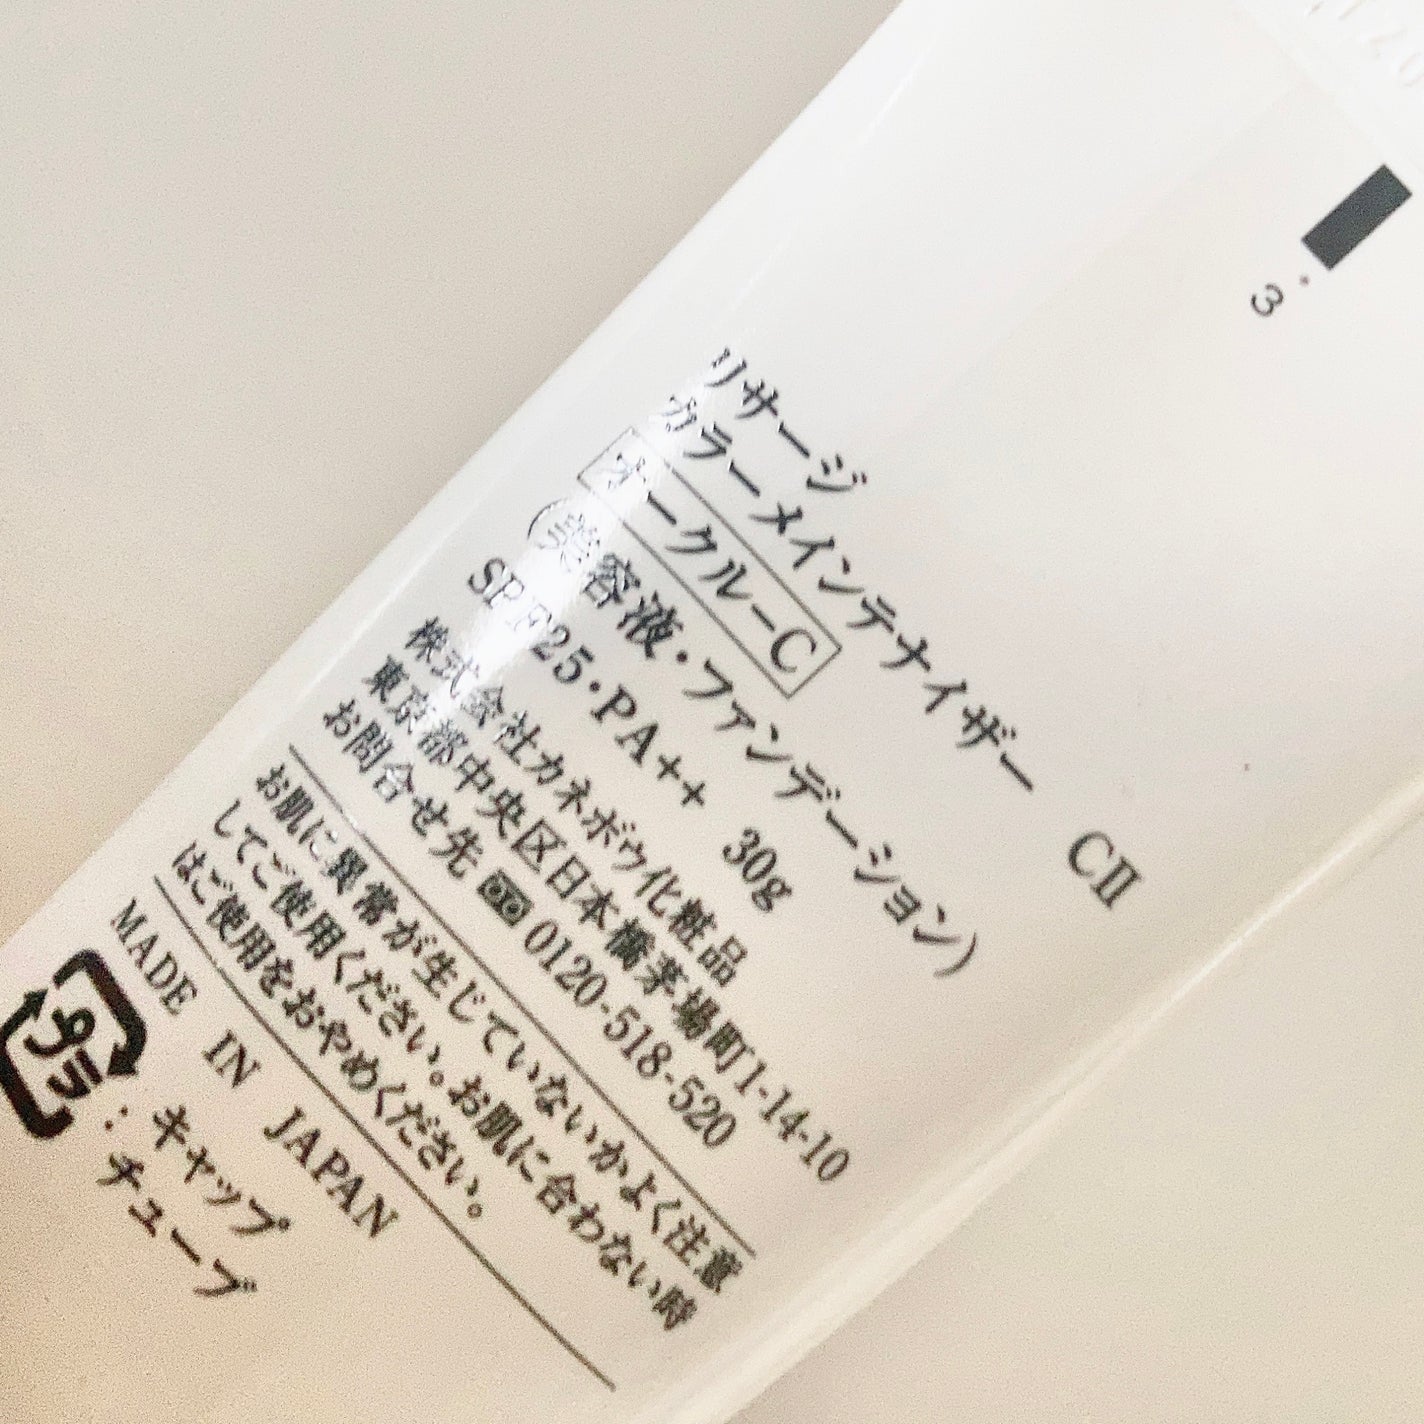 リサージ
カラーメインテナイザー CII
オークル-C
(美容液・ファンデーション)
SPF25・PA++ 30g
株式会社カネボウ化粧品
東京都中央区日本橋茅場町1-14-10
お問合せ先 0120-518-520
お肌に異常が生じていないかよく注意
してご使用ください。お肌に合わない時
はご使用をおやめください。
MADE IN JAPAN
プラ:キャップ
チューブ
3